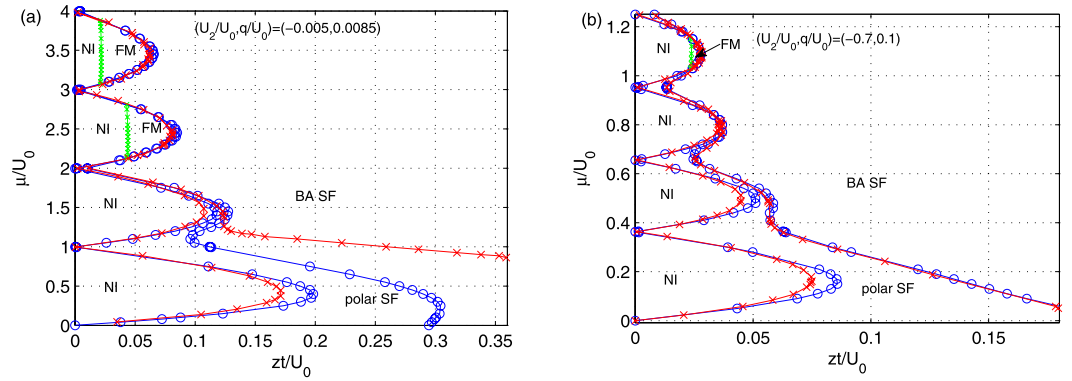 (a)
(U₂/U₀,q/U₀)=(−0.005,0.0085)
NI
FM
NI
FM
NI
BA SF
NI
polar SF
μ/U₀
4
3.5
3
2.5
2
1.5
1
0.5
0
0
0.05
0.1
0.15
0.2
0.25
0.3
0.35
zt/U₀
(b)
(U₂/U₀,q/U₀)=(−0.7,0.1)
NI
FM
NI
NI
BA SF
NI
polar SF
μ/U₀
1.2
1
0.8
0.6
0.4
0.2
0
0
0.05
0.1
0.15
zt/U₀